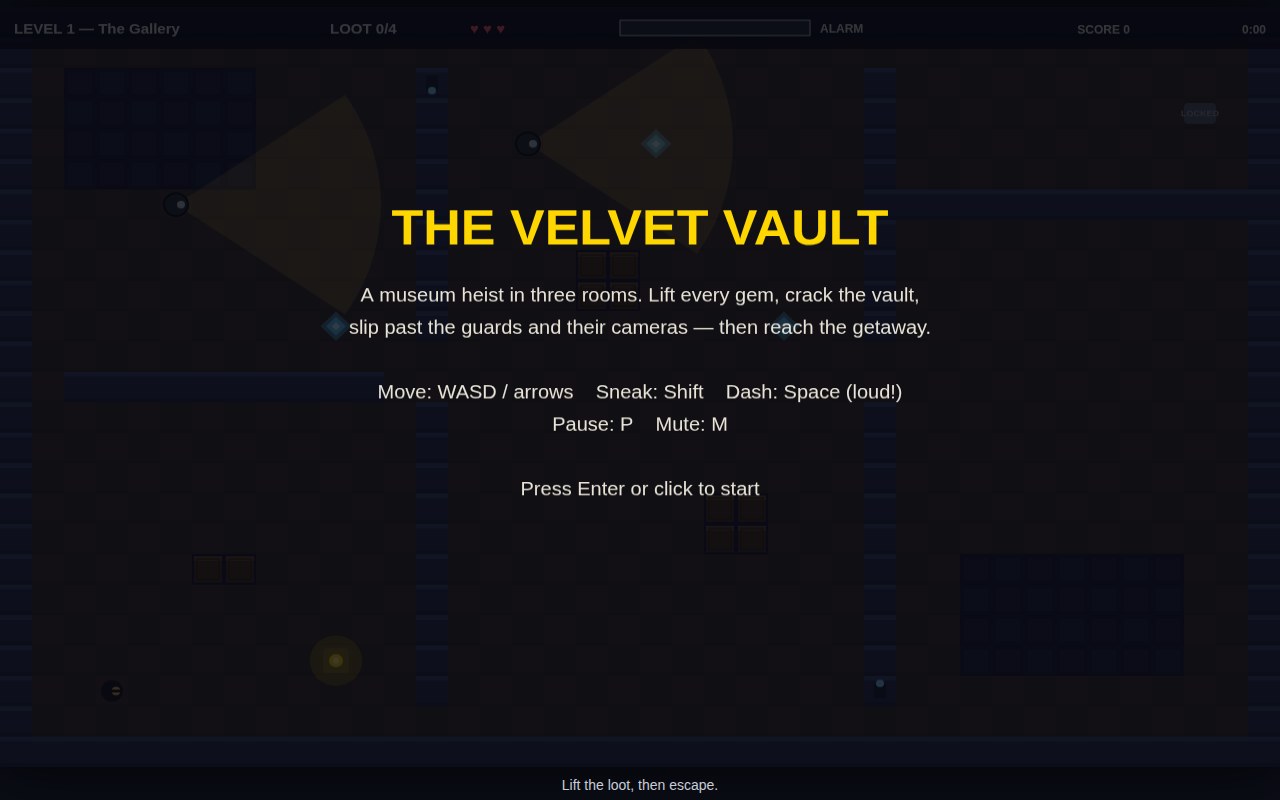 LEVEL 1 — The Gallery LOOT 0/4 ♥ ♥ ♥ ALARM SCORE 0 0:00
LOCKED
THE VELVET VAULT
A museum heist in three rooms. Lift every gem, crack the vault,
slip past the guards and their cameras — then reach the getaway.
Move: WASD / arrows Sneak: Shift Dash: Space (loud!)
Pause: P Mute: M
Press Enter or click to start
Lift the loot, then escape.